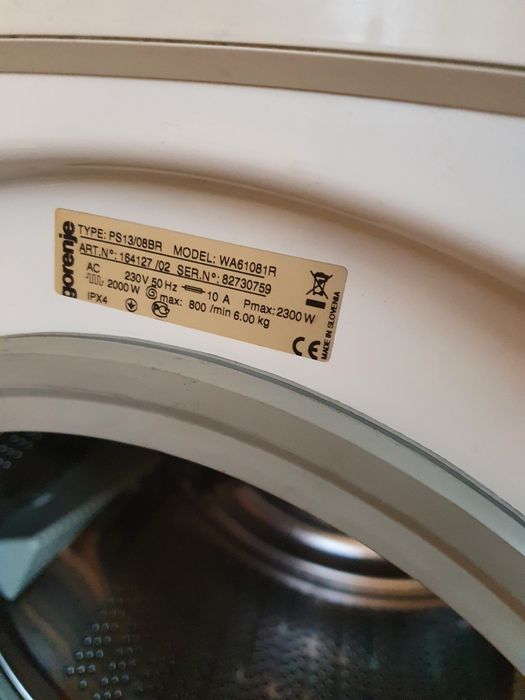 gorenje
TYPE: PS13/08BR MODEL: WA61081R
ART.N°: 164127 /02 SER.N°: 82730759
AC 230V 50 Hz 10 A Pmax: 2300 W
2000 W max: 800 /min 6.00 kg
IPX4
CE
MADE IN SLOVENIA